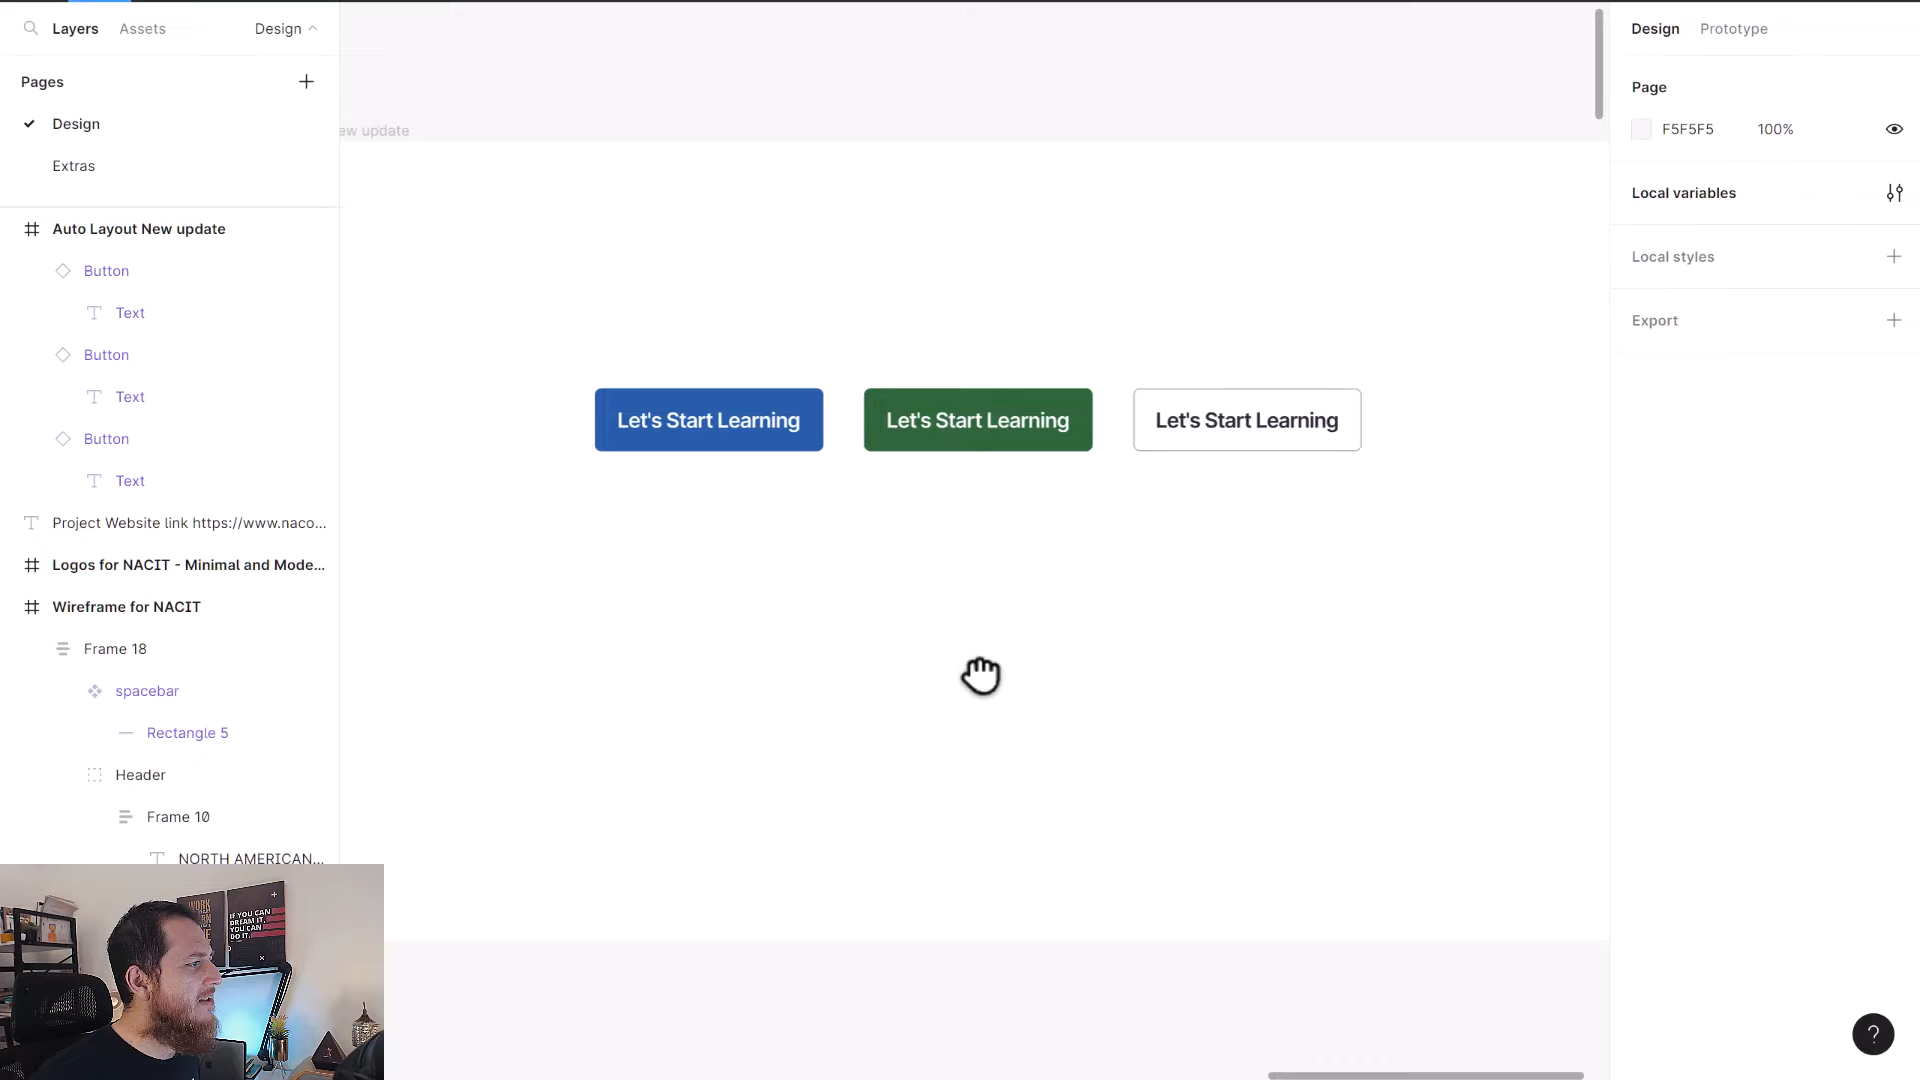 Layers Assets Design
Pages
Design
Extras
Auto Layout New update
Button
Text
Button
Text
Button
Text
Project Website link https://www.naco...
Logos for NACIT - Minimal and Mode...
Wireframe for NACIT
Frame 18
spacebar
Rectangle 5
Header
Frame 10
NORTH AMERICAN...
ew update
Let's Start Learning
Let's Start Learning
Let's Start Learning
Design Prototype
Page
F5F5F5 100%
Local variables
Local styles
Export
?
WORK
IF YOU CAN
DREAM IT,
YOU CAN
DO IT.